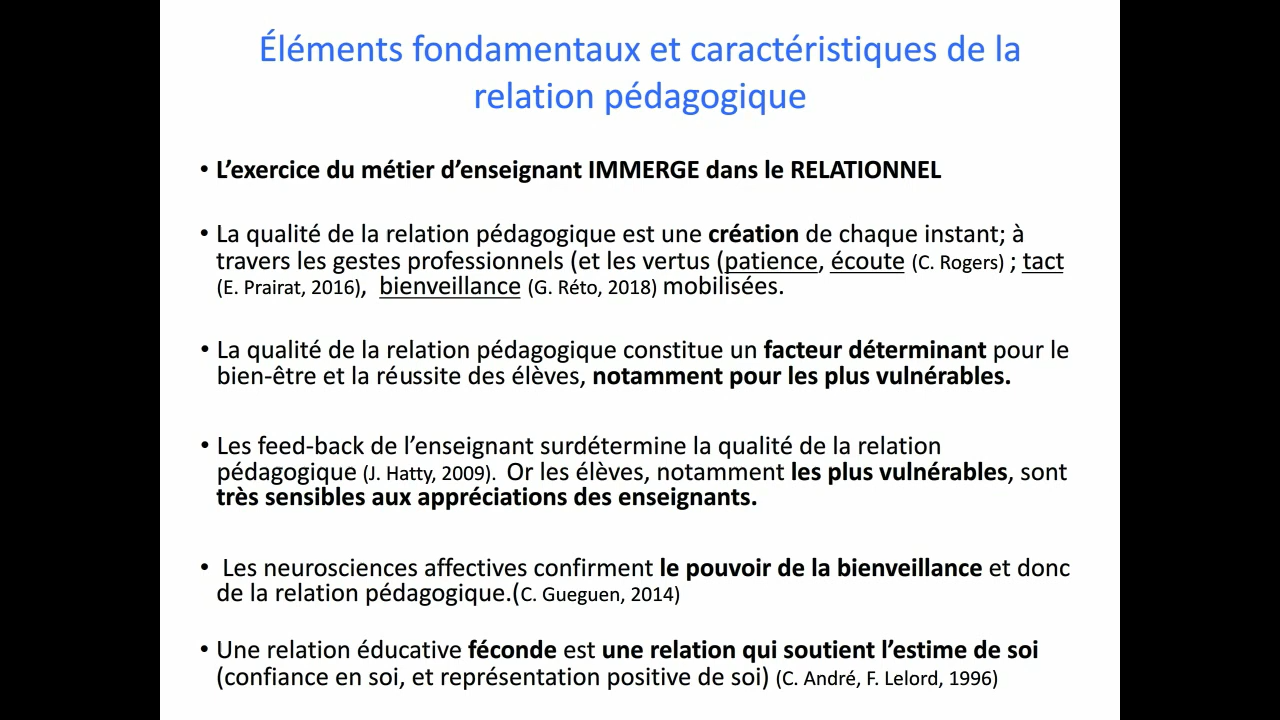 Éléments fondamentaux et caractéristiques de la
relation pédagogique
• L’exercice du métier d’enseignant IMMERGE dans le RELATIONNEL
• La qualité de la relation pédagogique est une création de chaque instant; à
travers les gestes professionnels (et les vertus (patience, écoute (C. Rogers) ; tact
(E. Prairat, 2016), bienveillance (G. Réto, 2018) mobilisées.
• La qualité de la relation pédagogique constitue un facteur déterminant pour le
bien-être et la réussite des élèves, notamment pour les plus vulnérables.
• Les feed-back de l’enseignant surdétermine la qualité de la relation
pédagogique (J. Hatty, 2009). Or les élèves, notamment les plus vulnérables, sont
très sensibles aux appréciations des enseignants.
• Les neurosciences affectives confirment le pouvoir de la bienveillance et donc
de la relation pédagogique.(C. Gueguen, 2014)
• Une relation éducative féconde est une relation qui soutient l’estime de soi
(confiance en soi, et représentation positive de soi) (C. André, F. Lelord, 1996)